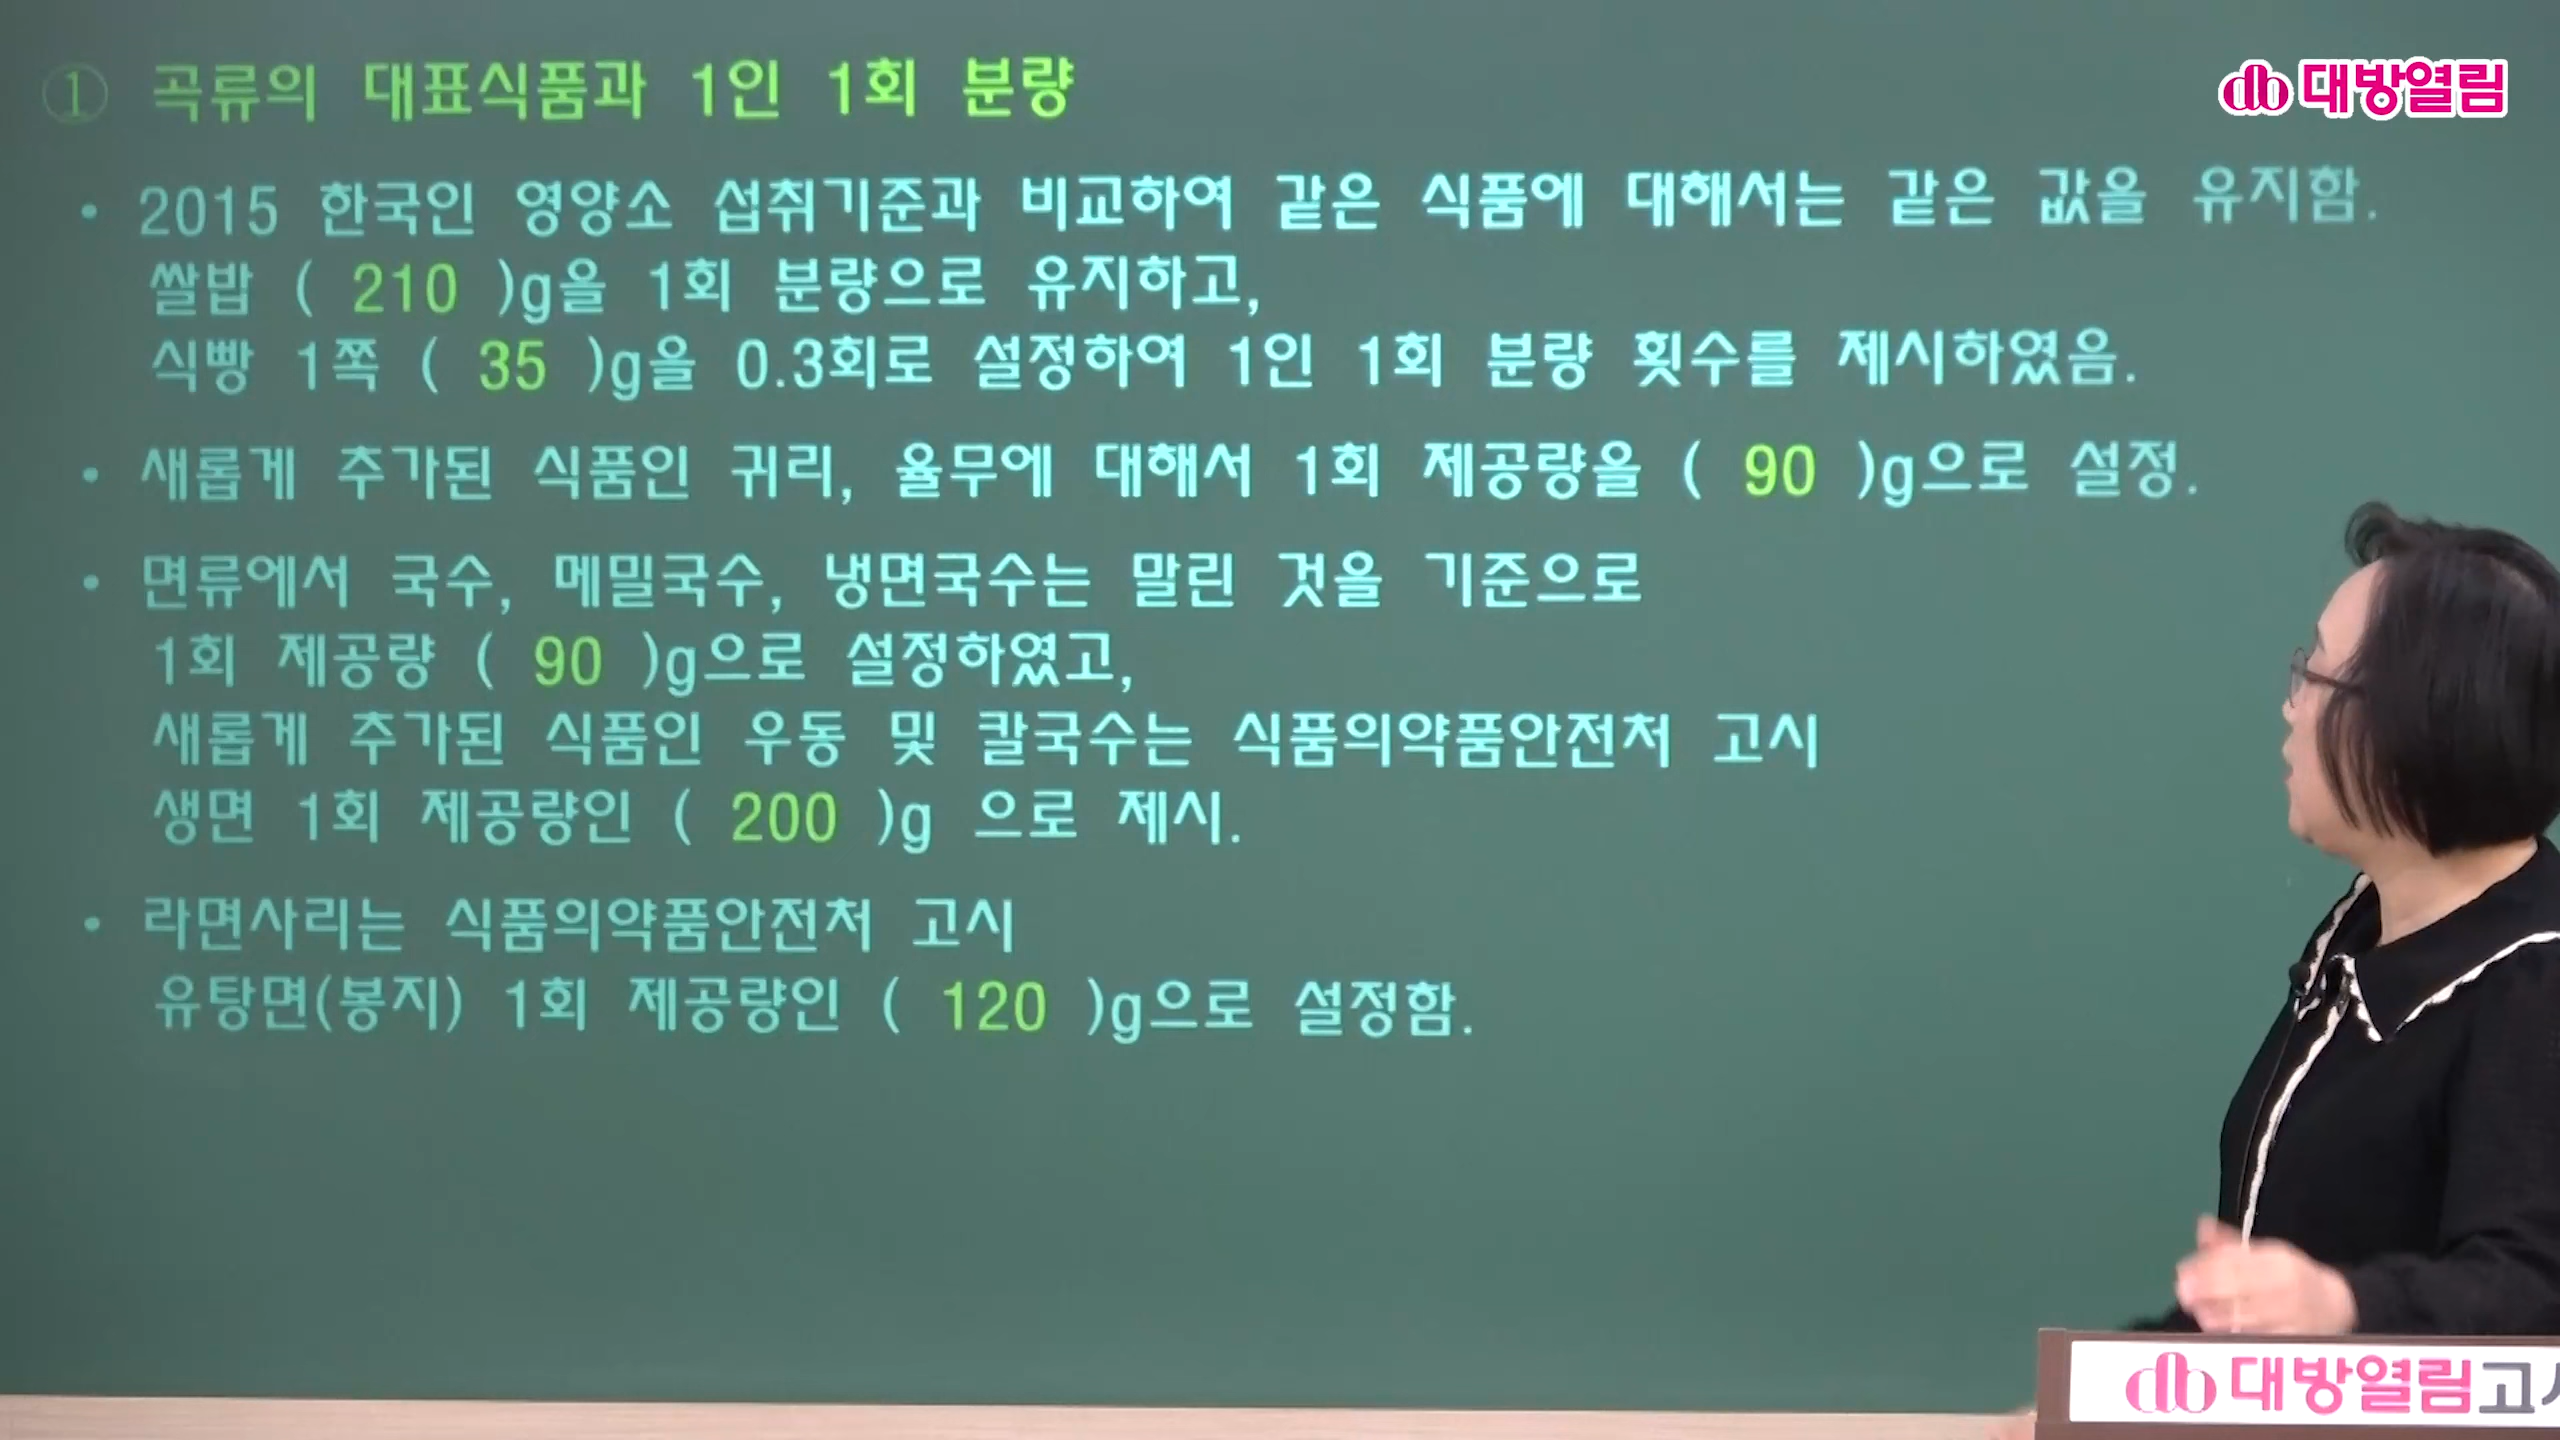 ① 곡류의 대표식품과 1인 1회 분량
대방열림
• 2015 한국인 영양소 섭취기준과 비교하여 같은 식품에 대해서는 같은 값을 유지함.
쌀밥 ( 210 )g을 1회 분량으로 유지하고,
식빵 1쪽 ( 35 )g을 0.3회로 설정하여 1인 1회 분량 횟수를 제시하였음.
• 새롭게 추가된 식품인 귀리, 율무에 대해서 1회 제공량을 ( 90 )g으로 설정.
• 면류에서 국수, 메밀국수, 냉면국수는 말린 것을 기준으로
1회 제공량 ( 90 )g으로 설정하였고,
새롭게 추가된 식품인 우동 및 칼국수는 식품의약품안전처 고시
생면 1회 제공량인 ( 200 )g 으로 제시.
• 라면사리는 식품의약품안전처 고시
유탕면(봉지) 1회 제공량인 ( 120 )g으로 설정함.
대방열림고